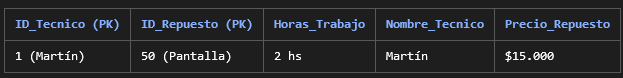 ID_Tecnico (PK) ID_Repuesto (PK) Horas_Trabajo Nombre_Tecnico Precio_Repuesto
1 (Martín) 50 (Pantalla) 2 hs Martín $15.000